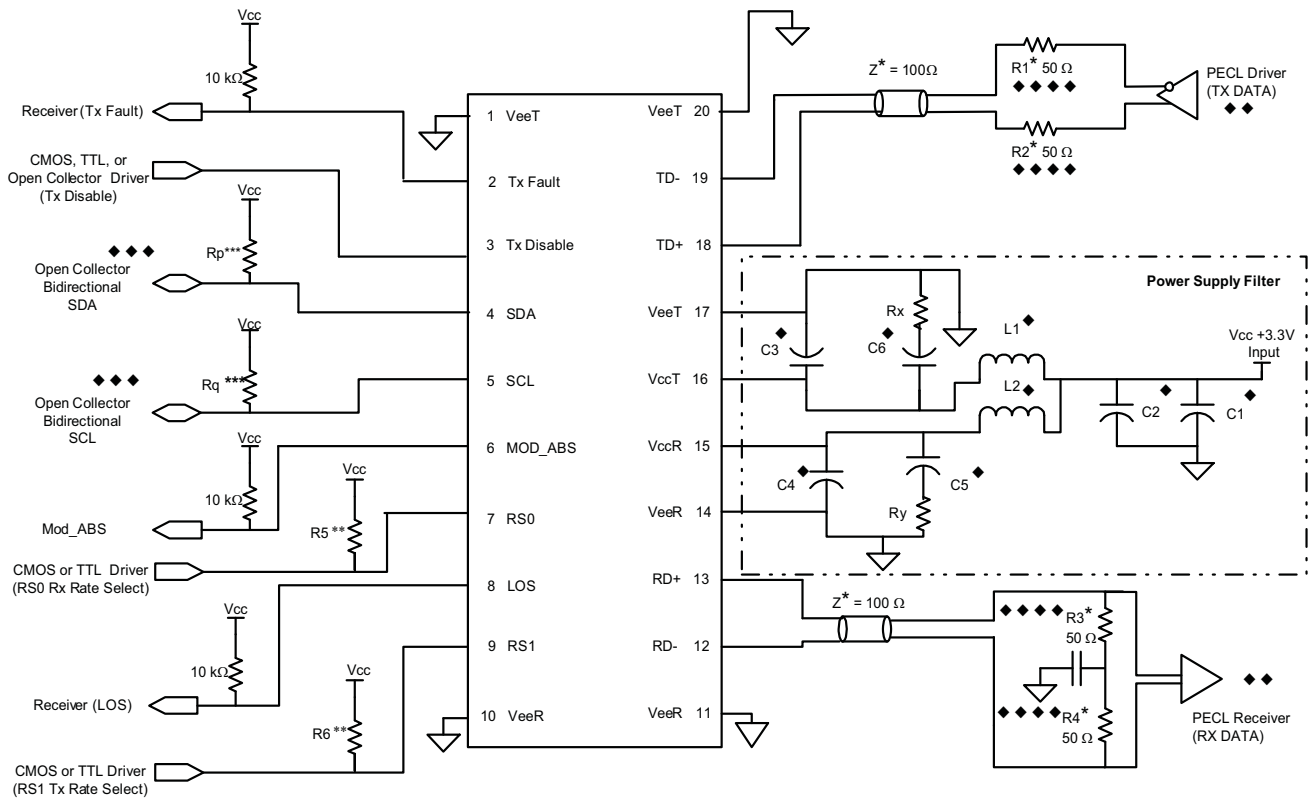 Vcc
10 kΩ
Receiver (Tx Fault)
CMOS, TTL, or
Open Collector Driver
(Tx Disable)
Vcc
Rp***
◆ ◆ ◆
Open Collector
Bidirectional
SDA
Vcc
Rq ***
◆ ◆ ◆
Open Collector
Bidirectional
SCL
Vcc
10 kΩ
Mod_ABS
Vcc
R5 **
CMOS or TTL Driver
(RS0 Rx Rate Select)
Vcc
10 kΩ
Receiver (LOS)
Vcc
R6 **
CMOS or TTL Driver
(RS1 Tx Rate Select)
1 VeeT
2 Tx Fault
3 Tx Disable
4 SDA
5 SCL
6 MOD_ABS
7 RS0
8 LOS
9 RS1
10 VeeR
VeeT 20
TD- 19
TD+ 18
VeeT 17
VccT 16
VccR 15
VeeR 14
RD+ 13
RD- 12
VeeR 11
Z* = 100Ω
R1* 50 Ω
◆ ◆ ◆ ◆
R2* 50 Ω
◆ ◆ ◆ ◆
PECL Driver
(TX DATA)
◆ ◆
Power Supply Filter
Rx
C3 ◆
C6 ◆
L1 ◆
L2 ◆
Vcc +3.3V
Input
C2 ◆
C1 ◆
C4 ◆
C5 ◆
Ry
Z* = 100 Ω
◆ ◆ ◆ ◆ R3*
50 Ω
◆ ◆ ◆ ◆
R4*
50 Ω
◆ ◆
PECL Receiver
(RX DATA)